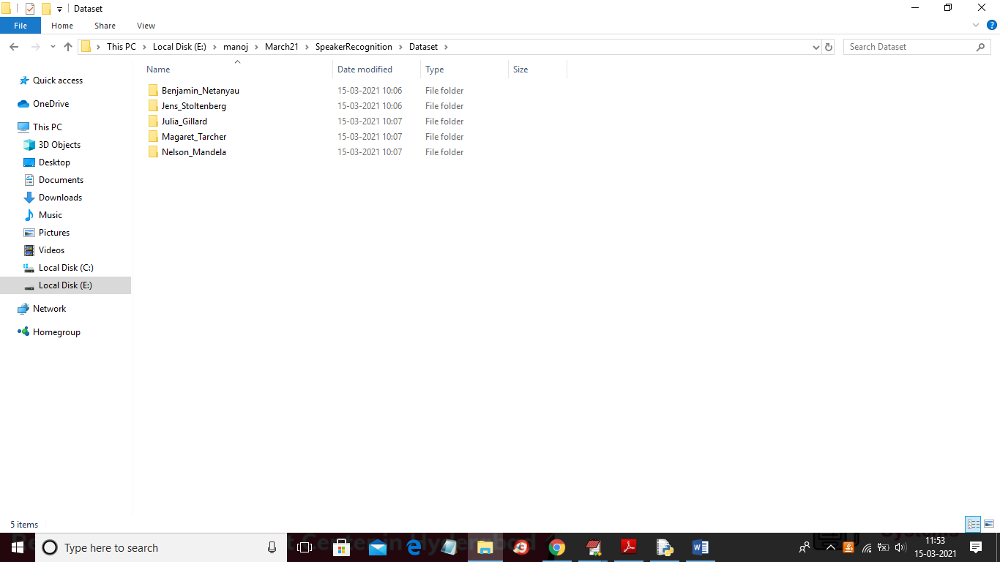 Dataset
File Home Share View
This PC Local Disk (E:) manoj March21 SpeakerRecognition Dataset
Search Dataset
Name Date modified Type Size
Quick access
OneDrive
This PC
3D Objects
Desktop
Documents
Downloads
Music
Pictures
Videos
Local Disk (C:)
Local Disk (E:)
Network
Homegroup
Benjamin_Netanyau 15-03-2021 10:06 File folder
Jens_Stoltenberg 15-03-2021 10:06 File folder
Julia_Gillard 15-03-2021 10:07 File folder
Magaret_Tarcher 15-03-2021 10:07 File folder
Nelson_Mandela 15-03-2021 10:07 File folder
5 items
Type here to search
11:53
15-03-2021